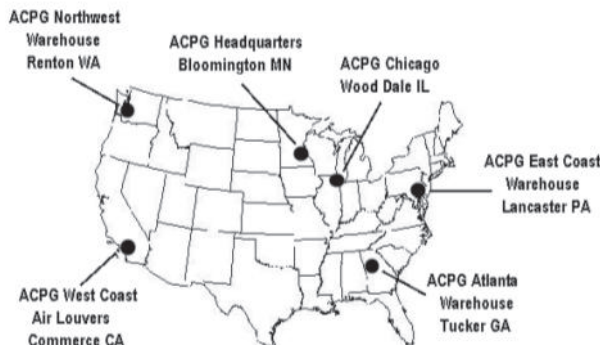 ACPG Northwest
Warehouse
Renton WA
ACPG Headquarters
Bloomington MN
ACPG Chicago
Wood Dale IL
ACPG East Coast
Warehouse
Lancaster PA
ACPG West Coast
Air Louvers
Commerce CA
ACPG Atlanta
Warehouse
Tucker GA